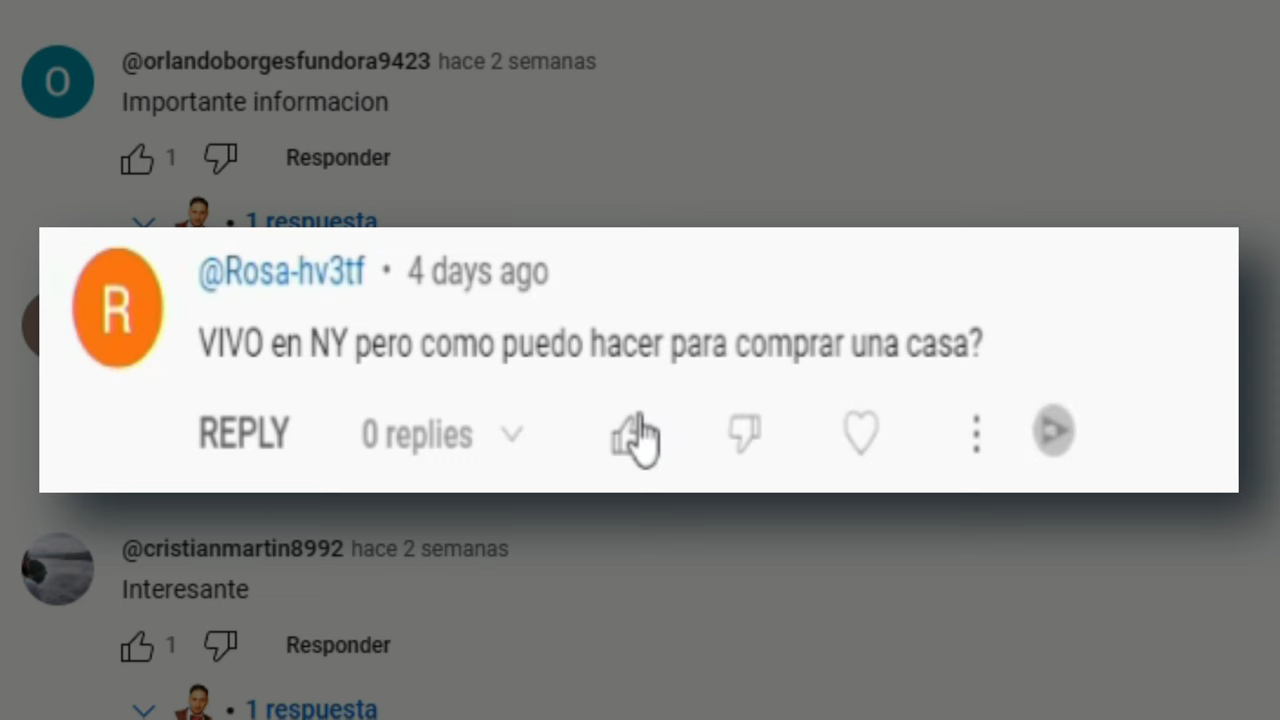 O
@orlandoborgesfundora9423 hace 2 semanas
Importante informacion
1 Responder
• 1 respuesta
R
@Rosa-hv3tf • 4 days ago
VIVO en NY pero como puedo hacer para comprar una casa?
REPLY 0 replies
@cristianmartin8992 hace 2 semanas
Interesante
1 Responder
• 1 respuesta